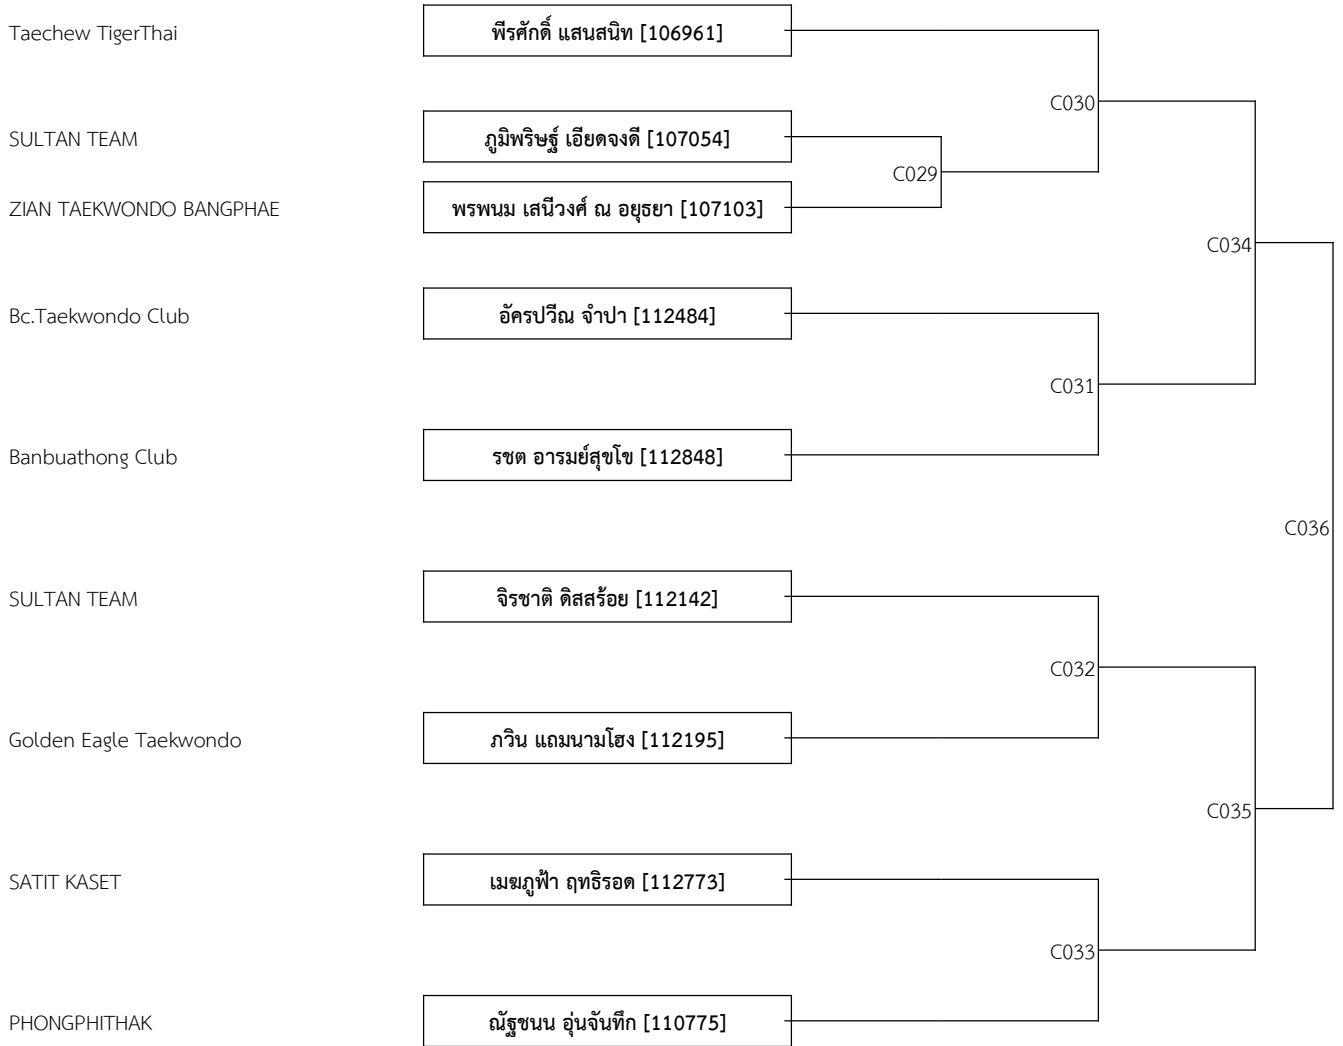 Taechew TigerThai
พีรศักดิ์ แสนสนิท [106961]
C030
SULTAN TEAM
ภูมิพริษฐ์ เอียดจงดี [107054]
C029
ZIAN TAEKWONDO BANGPHAE
พรพนม เสนีวงศ์ ณ อยุธยา [107103]
C034
Bc.Taekwondo Club
อัครปวีณ จำปา [112484]
C031
Banbuathong Club
รชต อารมย์สุขโข [112848]
C036
SULTAN TEAM
จิรชาติ ดิสสร้อย [112142]
C032
Golden Eagle Taekwondo
ภวิน แถมนามโฮง [112195]
C035
SATIT KASET
เมฆภูฟ้า ฤทธิรอด [112773]
C033
PHONGPHITHAK
ณัฐชนน อุ่นจันทึก [110775]